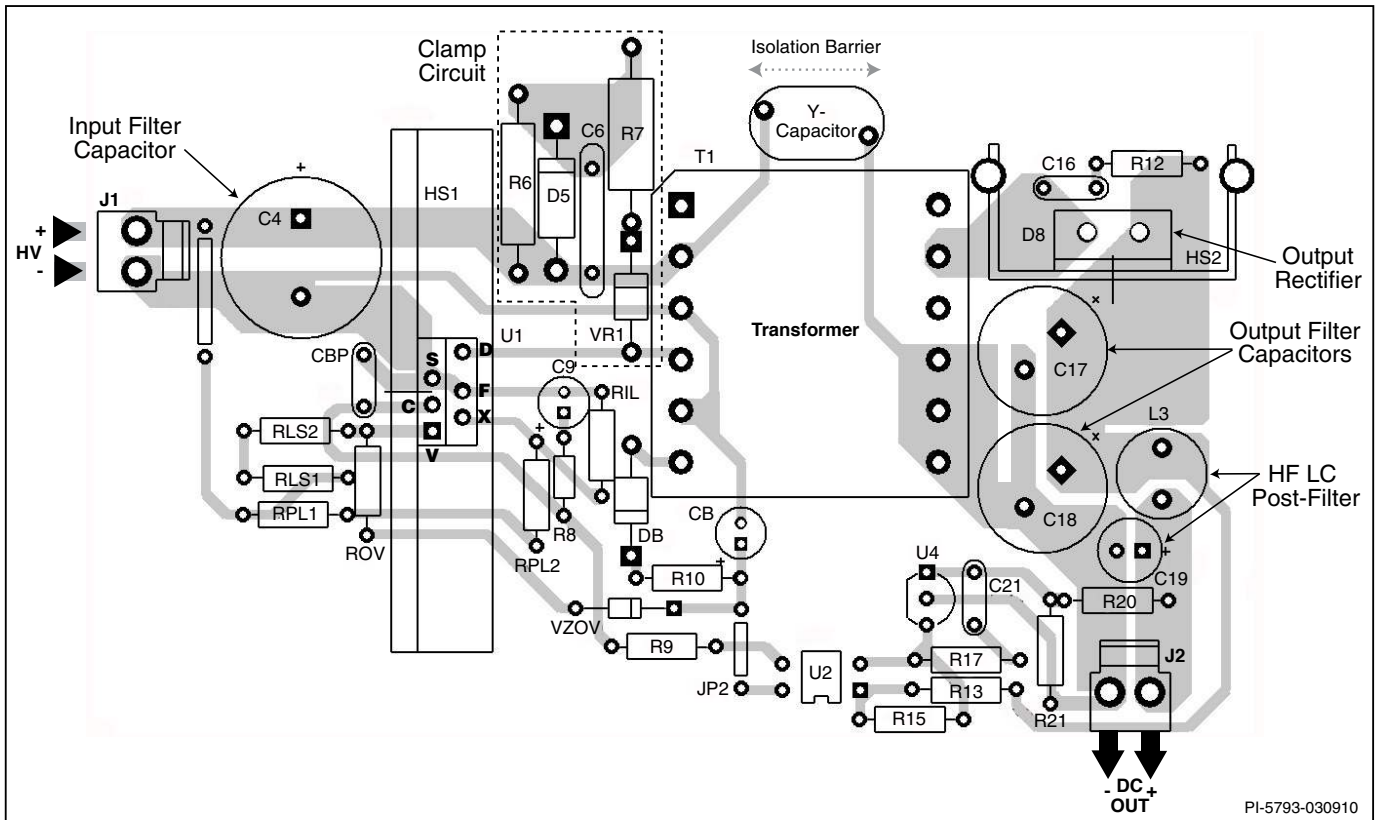 Clamp
Circuit
Isolation Barrier
Y-
Capacitor
Input Filter
Capacitor
C6
R7
T1
C16
R12
J1
HS1
R6
D5
C4
+
+
HV
-
D8
HS2
Output
Rectifier
Transformer
Output Filter
Capacitors
U1
VR1
CBP
S
D
C9
C17
F
RIL
C
X
L3
RLS2
+
V
RLS1
HF LC
Post-Filter
RPL1
CB
C18
ROV
R8
DB
RPL2
U4
+
C19
+
R10
C21
R20
VZOV
R9
U2
R17
J2
JP2
R13
R15
R21
- DC +
OUT
PI-5793-030910